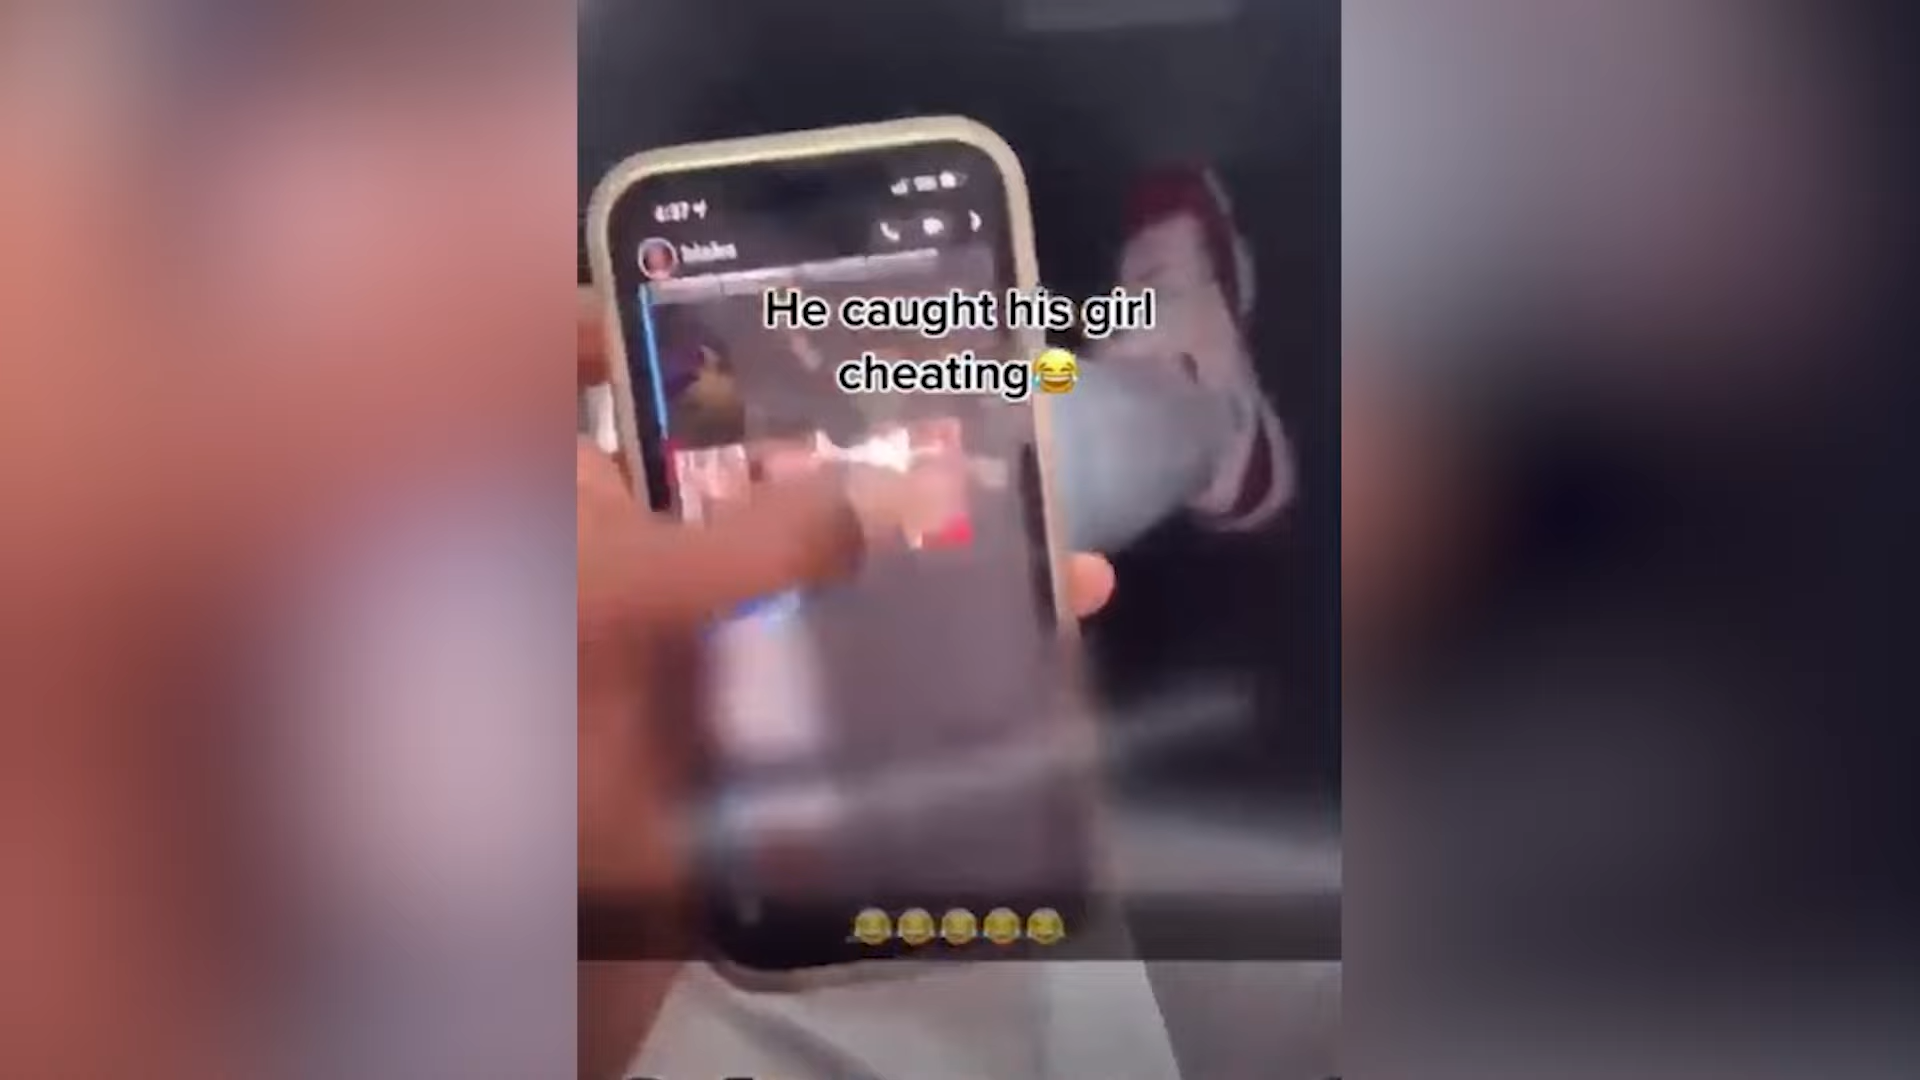 He caught his girl
cheating😂
😂😂😂😂😂